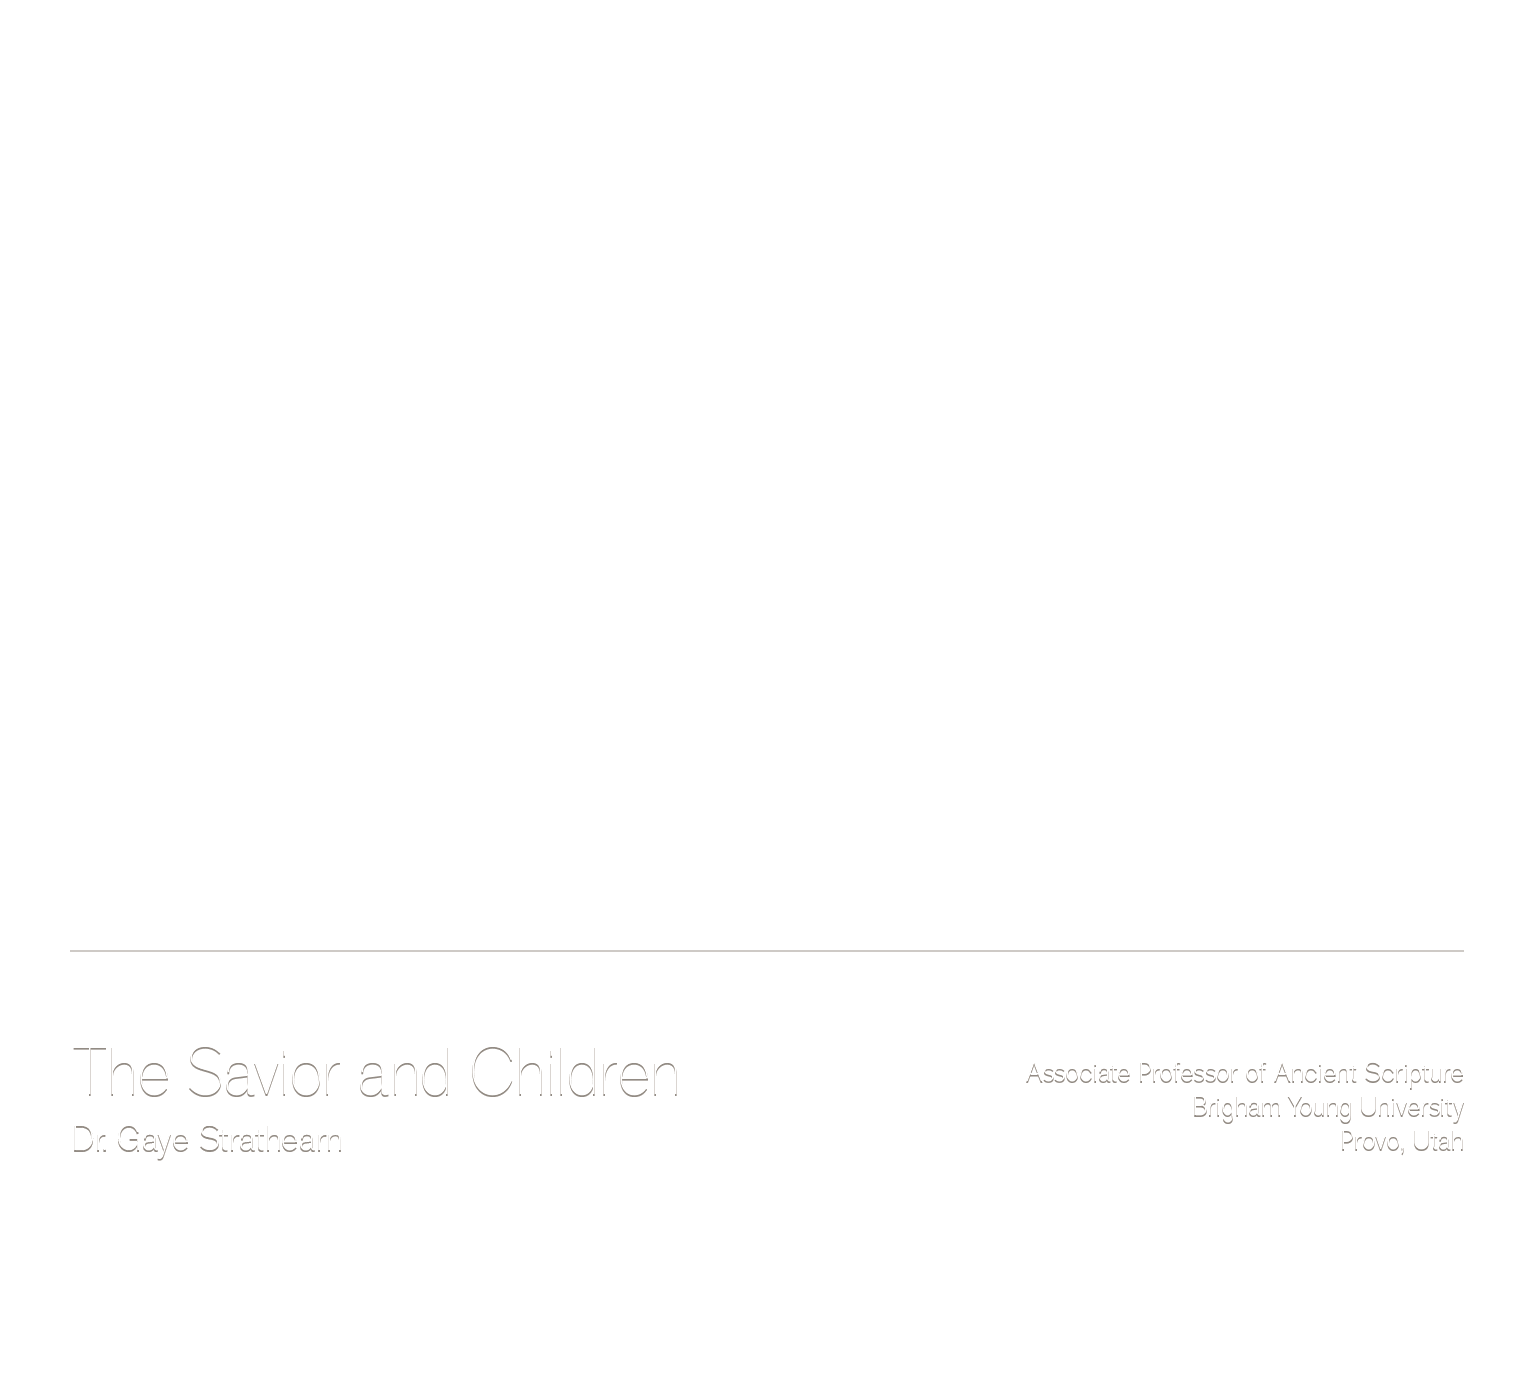 The Savior and Children
Dr. Gaye Strathearn
Associate Professor of Ancient Scripture
Brigham Young University
Provo, Utah